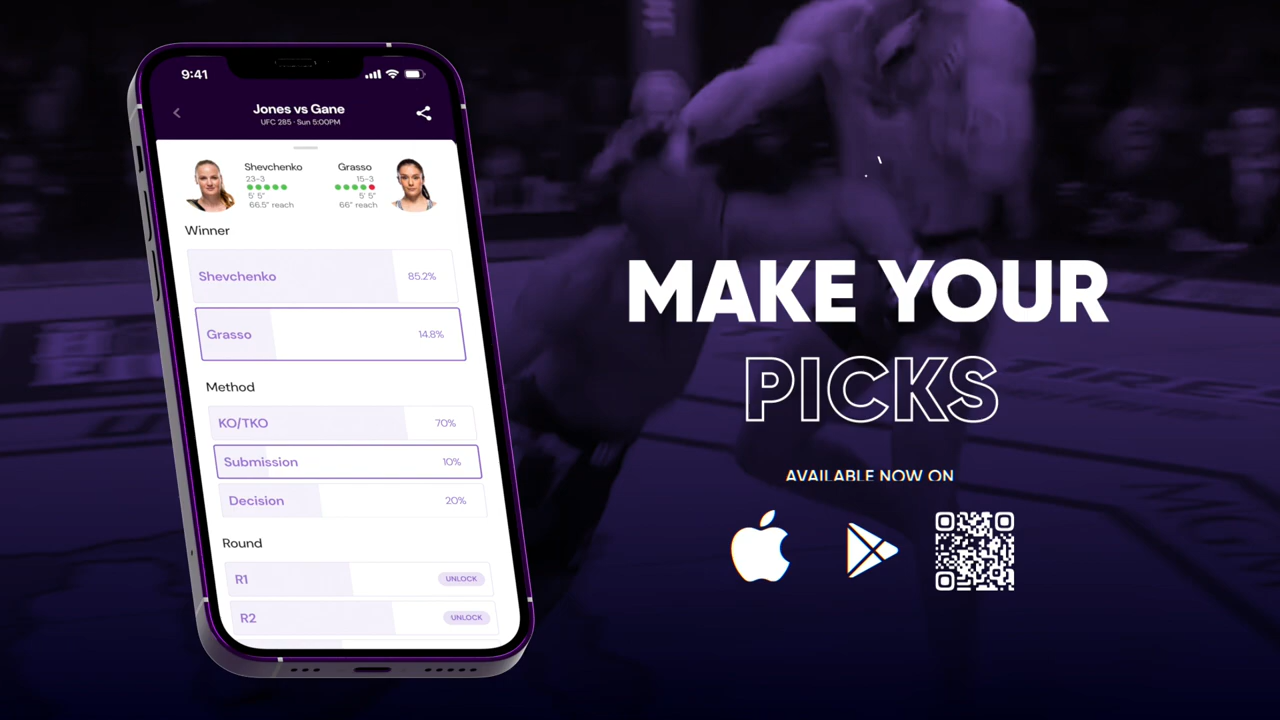 9:41
Jones vs Gane
UFC 285 · Sun 5:00PM
Shevchenko
23-3
5' 5"
66.5" reach
Grasso
15-3
5' 5"
66" reach
Winner
Shevchenko 85.2%
Grasso 14.8%
Method
KO/TKO 70%
Submission 10%
Decision 20%
Round
R1 UNLOCK
R2 UNLOCK
MAKE YOUR
PICKS
AVAILABLE NOW ON